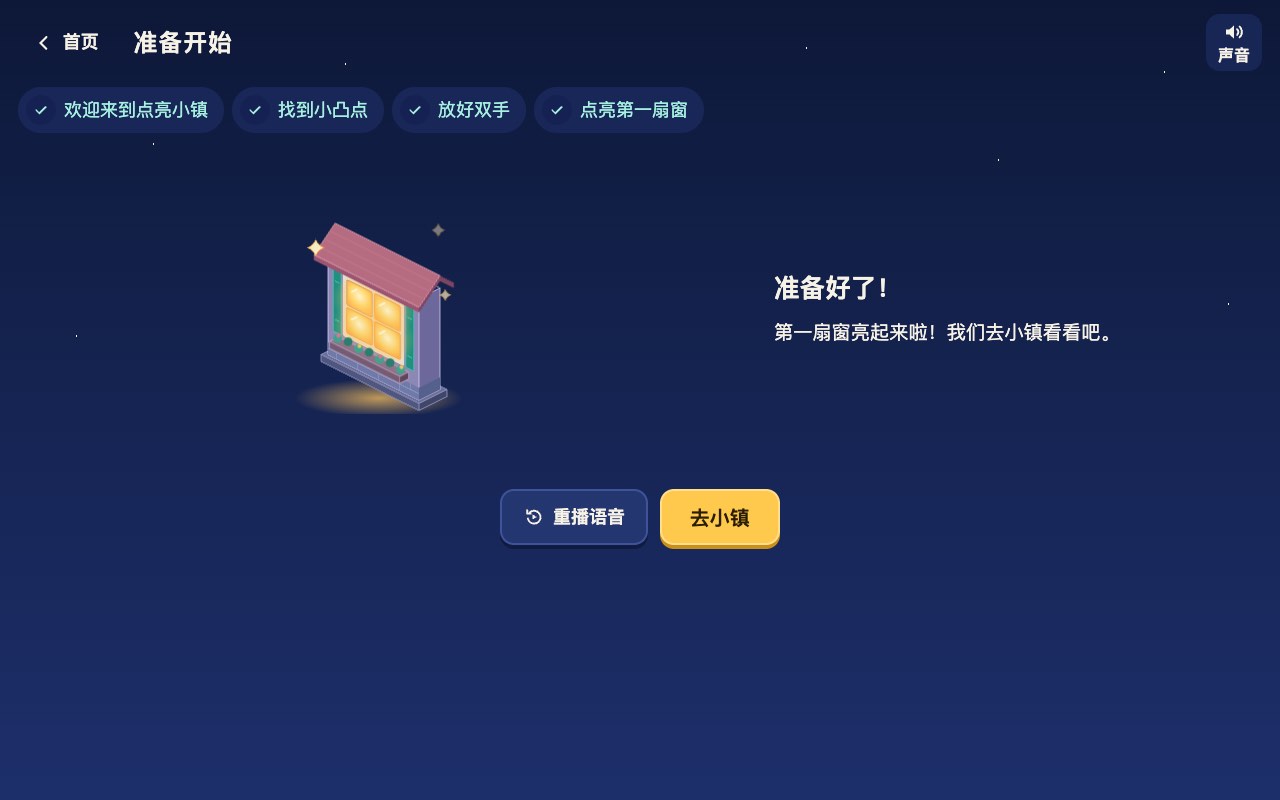 首页
准备开始
声音
欢迎来到点亮小镇
找到小凸点
放好双手
点亮第一扇窗
准备好了！
第一扇窗亮起来啦！我们去小镇看看吧。
重播语音
去小镇